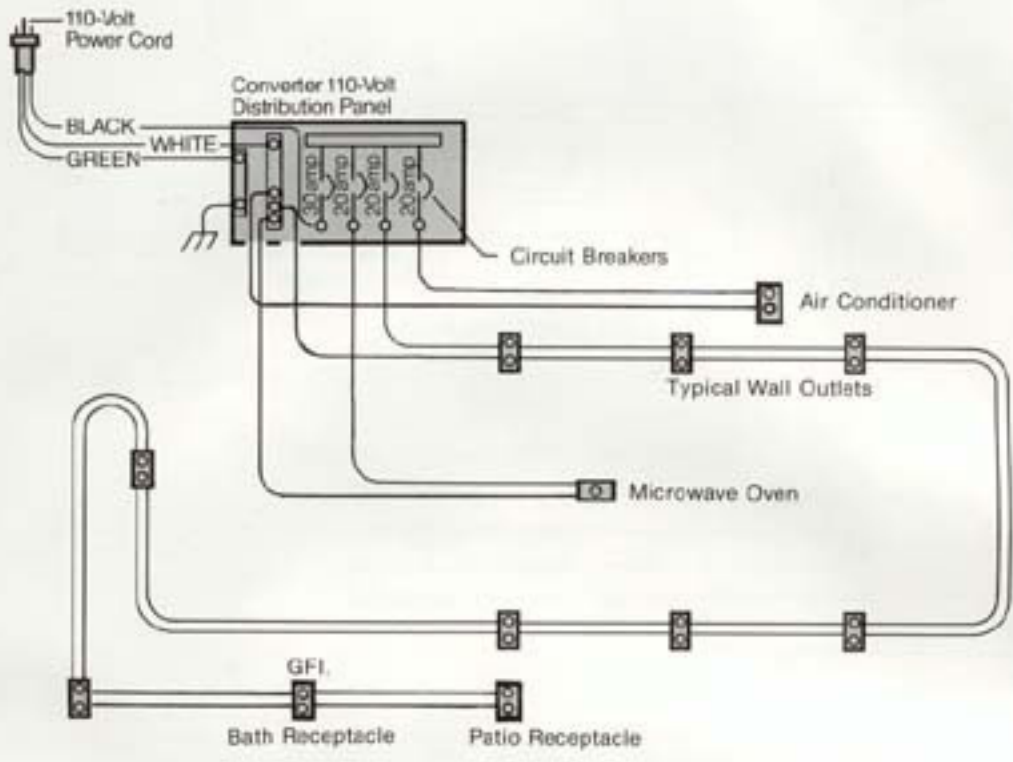 110-Volt
Power Cord
Converter 110-Volt
Distribution Panel
BLACK
WHITE
GREEN
30 amp
20 amp
20 amp
20 amp
Circuit Breakers
Air Conditioner
Typical Wall Outlets
Microwave Oven
GFI.
Bath Receptacle
Patio Receptacle